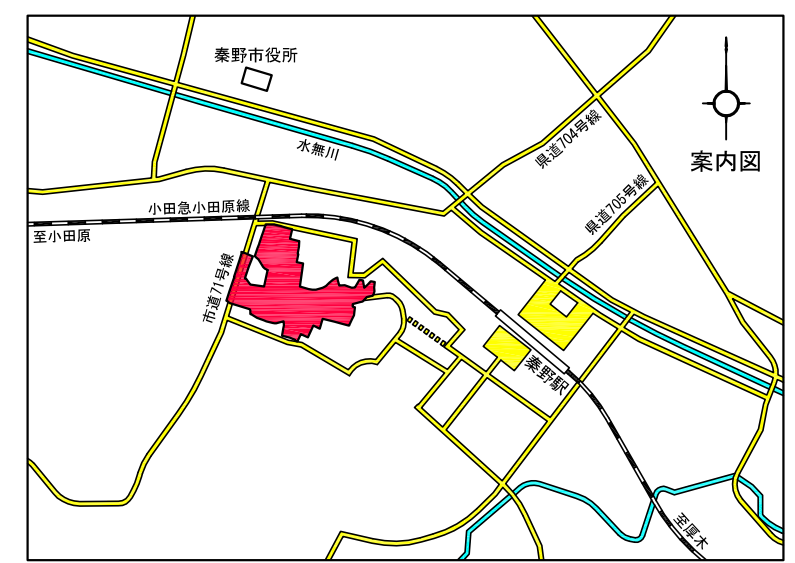 秦野市役所
案内図
水無川
県道704号線
県道705号線
小田急小田原線
至小田原
市道71号線
秦野駅
至厚木